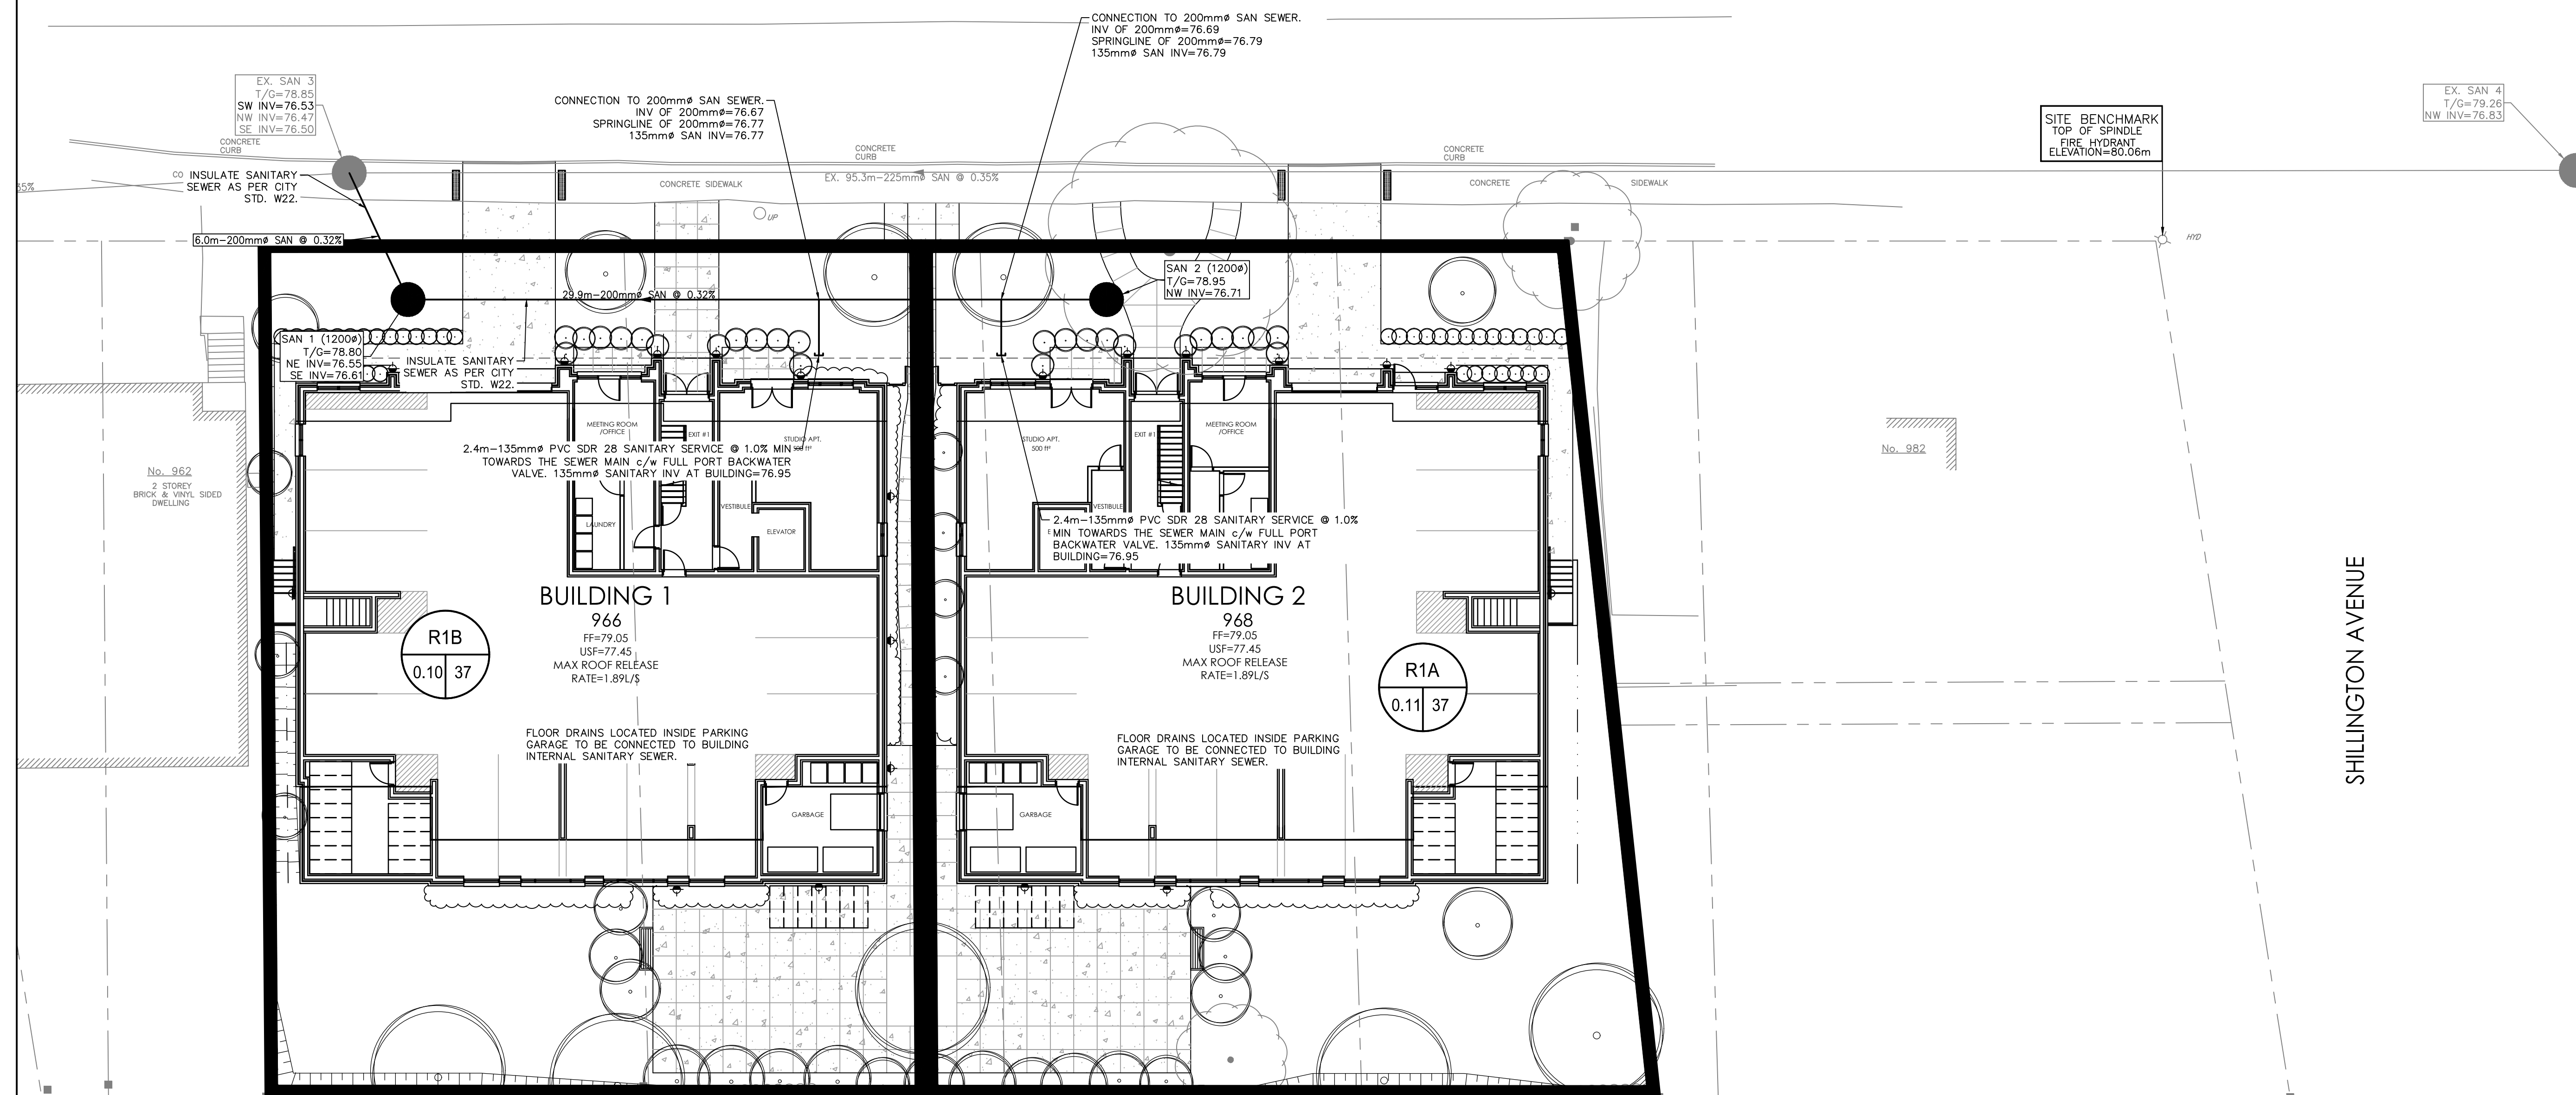 CONNECTION TO 200mmø SAN SEWER.
INV OF 200mmø=76.69
SPRINGLINE OF 200mmø=76.79
135mmø SAN INV=76.79
EX. SAN 3
T/G=78.85
SW INV=76.53
NW INV=76.47
SE INV=76.50
CONNECTION TO 200mmø SAN SEWER.
INV OF 200mmø=76.67
SPRINGLINE OF 200mmø=76.77
135mmø SAN INV=76.77
EX. SAN 4
T/G=79.26
NW INV=76.83
SITE BENCHMARK
TOP OF SPINDLE
FIRE HYDRANT
ELEVATION=80.06m
CONCRETE
CURB
CONCRETE
CURB
CONCRETE
CURB
35%
CO
INSULATE SANITARY
SEWER AS PER CITY
STD. W22.
CONCRETE SIDEWALK
EX. 95.3m-225mmø SAN @ 0.35%
CONCRETE
SIDEWALK
UP
6.0m-200mmø SAN @ 0.32%
HYD
29.9m-200mmø SAN @ 0.32%
SAN 2 (1200ø)
T/G=78.95
NW INV=76.71
SAN 1 (1200ø)
T/G=78.80
NE INV=76.55
SE INV=76.61
INSULATE SANITARY
SEWER AS PER CITY
STD. W22.
MEETING ROOM
/OFFICE
EXIT #1
STUDIO APT.
500 ft²
STUDIO APT.
500 ft²
EXIT #1
MEETING ROOM
/OFFICE
2.4m-135mmø PVC SDR 28 SANITARY SERVICE @ 1.0% MIN
TOWARDS THE SEWER MAIN c/w FULL PORT BACKWATER
VALVE. 135mmø SANITARY INV AT BUILDING=76.95
No. 962
2 STOREY
BRICK & VINYL SIDED
DWELLING
No. 982
LAUNDRY
VESTIBULE
ELEVATOR
VESTIBULE
E
2.4m-135mmø PVC SDR 28 SANITARY SERVICE @ 1.0%
MIN TOWARDS THE SEWER MAIN c/w FULL PORT
BACKWATER VALVE. 135mmø SANITARY INV AT
BUILDING=76.95
BUILDING 1
966
FF=79.05
USF=77.45
MAX ROOF RELEASE
RATE=1.89L/S
R1B
0.10 37
BUILDING 2
968
FF=79.05
USF=77.45
MAX ROOF RELEASE
RATE=1.89L/S
R1A
0.11 37
SHILLINGTON AVENUE
FLOOR DRAINS LOCATED INSIDE PARKING
GARAGE TO BE CONNECTED TO BUILDING
INTERNAL SANITARY SEWER.
FLOOR DRAINS LOCATED INSIDE PARKING
GARAGE TO BE CONNECTED TO BUILDING
INTERNAL SANITARY SEWER.
GARBAGE
GARBAGE